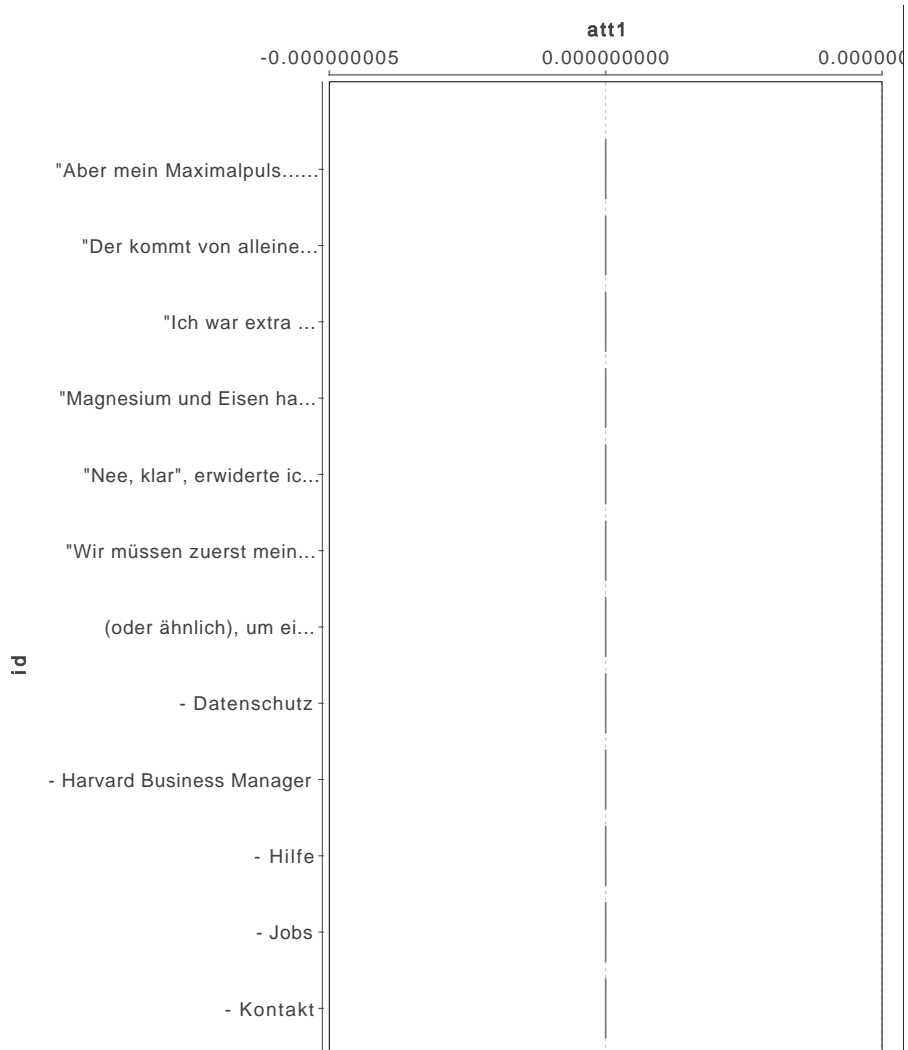 att1
-0.000000005 0.000000000 0.000000
"Aber mein Maximalpuls......
"Der kommt von alleine...
"Ich war extra ...
"Magnesium und Eisen ha...
"Nee, klar", erwiderte ic...
"Wir müssen zuerst mein...
(oder ähnlich), um ei...
id
- Datenschutz
- Harvard Business Manager
- Hilfe
- Jobs
- Kontakt